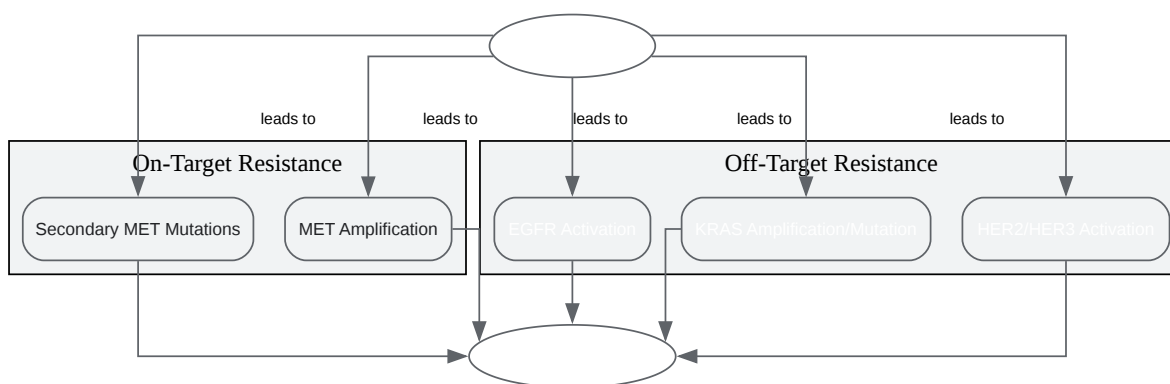 leads to
leads to
leads to
leads to
leads to
On-Target Resistance
Off-Target Resistance
Secondary MET Mutations
MET Amplification
EGFR Activation
KRAS Amplification/Mutation
HER2/HER3 Activation